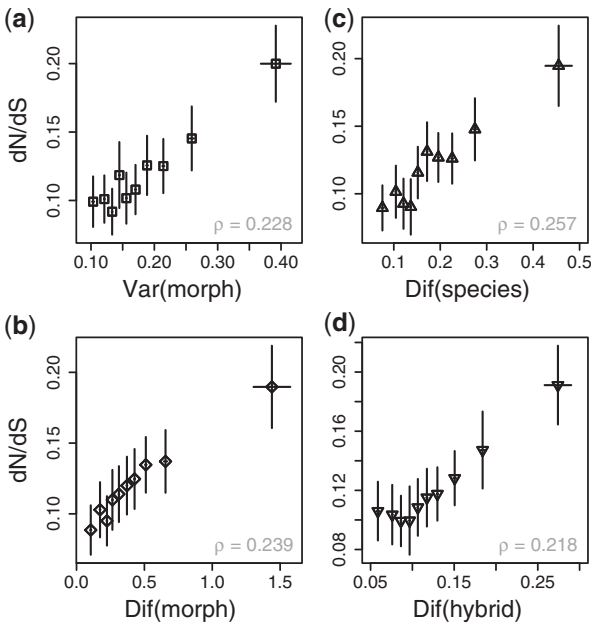 (a)
dN/dS
0.20
0.15
0.10
ρ = 0.228
0.10 0.20 0.30 0.40
Var(morph)
(c)
0.20
0.15
0.10
ρ = 0.257
0.1 0.2 0.3 0.4 0.5
Dif(species)
(b)
dN/dS
0.20
0.15
0.10
ρ = 0.239
0.0 0.5 1.0 1.5
Dif(morph)
(d)
0.20
0.16
0.12
0.08
ρ = 0.218
0.05 0.15 0.25
Dif(hybrid)